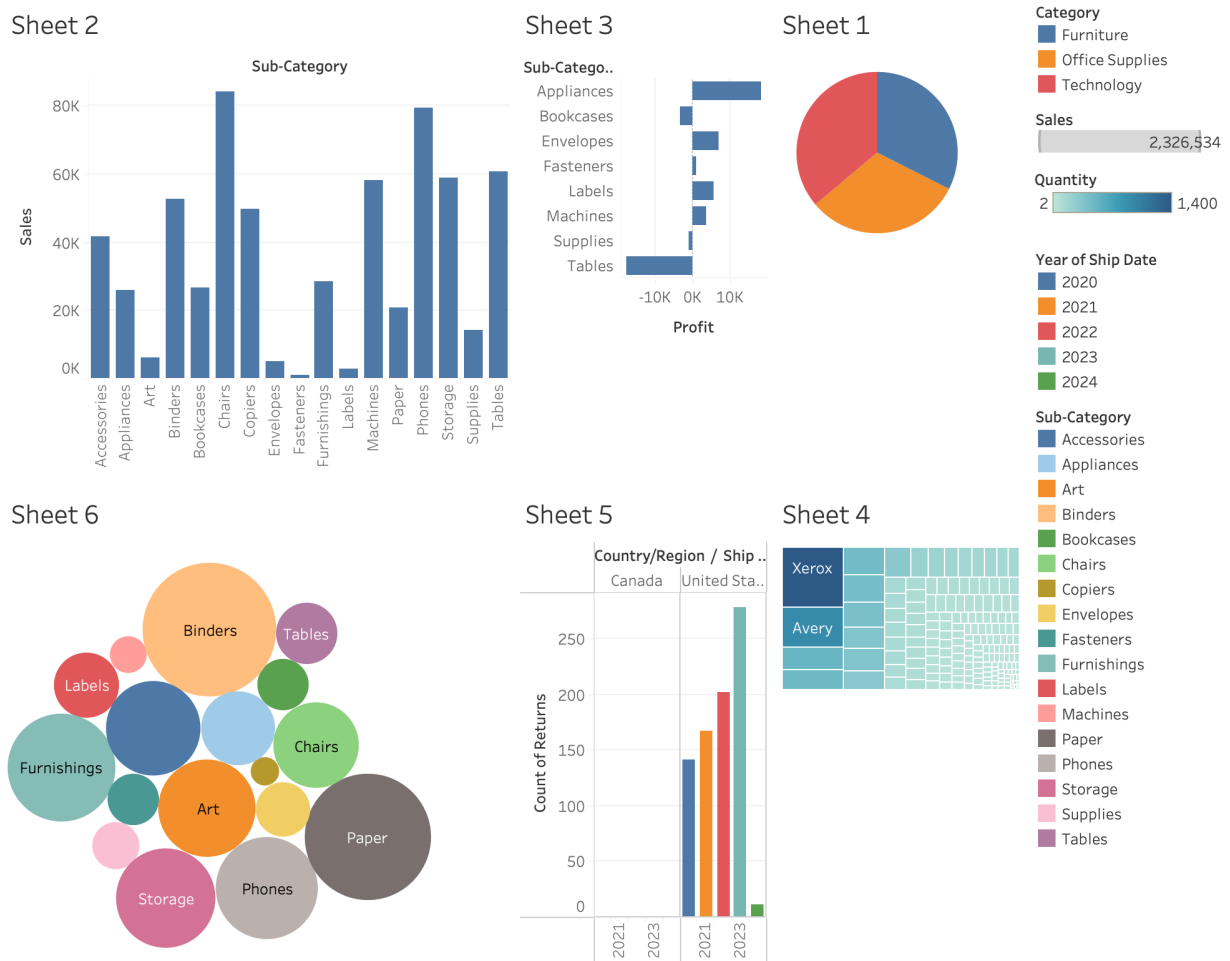 Sheet 2
Sub-Category
Sales
80K
60K
40K
20K
0K
Accessories
Appliances
Art
Binders
Bookcases
Chairs
Copiers
Envelopes
Fasteners
Furnishings
Labels
Machines
Paper
Phones
Storage
Supplies
Tables
Sheet 3
Sub-Catego..
Appliances
Bookcases
Envelopes
Fasteners
Labels
Machines
Supplies
Tables
-10K 0K 10K
Profit
Sheet 1
Category
Furniture
Office Supplies
Technology
Sales
2,326,534
Quantity
2 1,400
Year of Ship Date
2020
2021
2022
2023
2024
Sub-Category
Accessories
Appliances
Art
Binders
Bookcases
Chairs
Copiers
Envelopes
Fasteners
Furnishings
Labels
Machines
Paper
Phones
Storage
Supplies
Tables
Sheet 6
Binders
Tables
Labels
Chairs
Furnishings
Art
Paper
Phones
Storage
Sheet 5
Country/Region / Ship ..
Canada United Sta..
Count of Returns
250
200
150
100
50
0
2021
2023
2021
2023
Sheet 4
Xerox
Avery